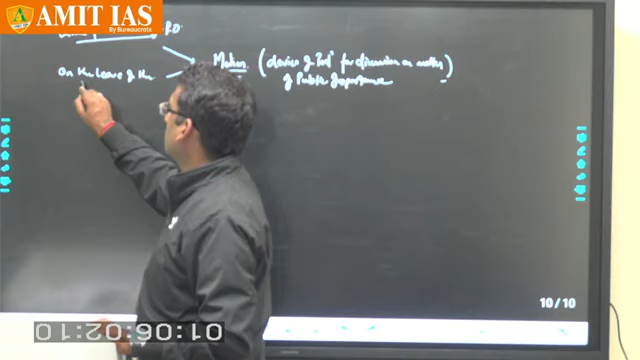 AMIT IAS
By Bureaucrats
PO
On the leave of the
Motion (device of Parl for discussion on matter
of Public Importance)
10/10
01:06:02:10